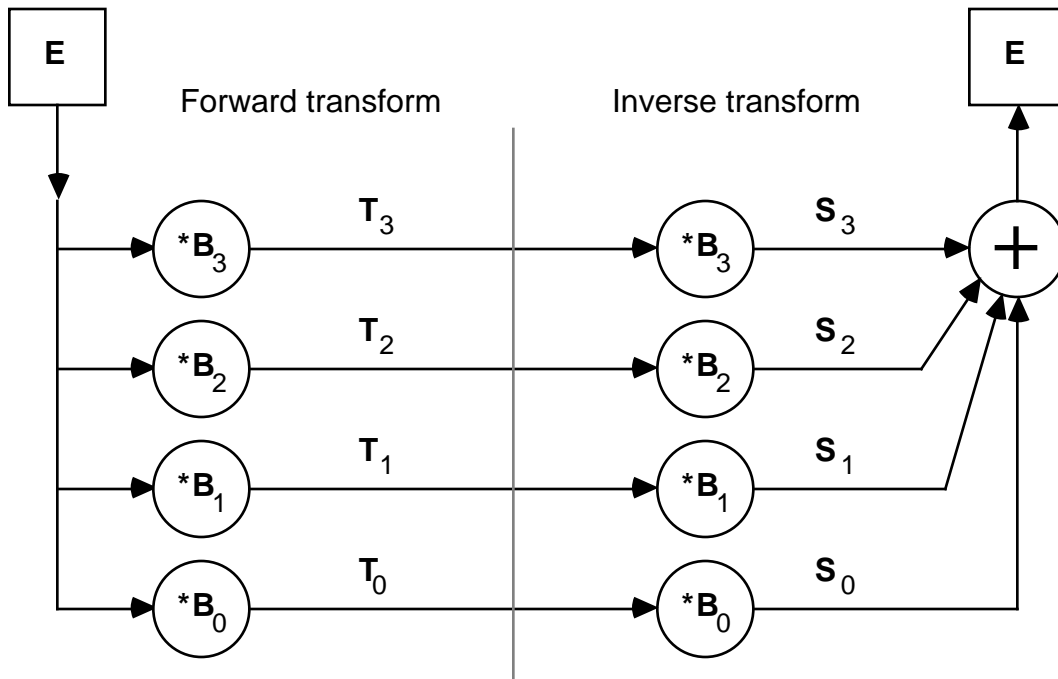 E E
Forward transform Inverse transform
*B3 T3 *B3 S3 +
*B2 T2 *B2 S2
*B1 T1 *B1 S1
*B0 T0 *B0 S0